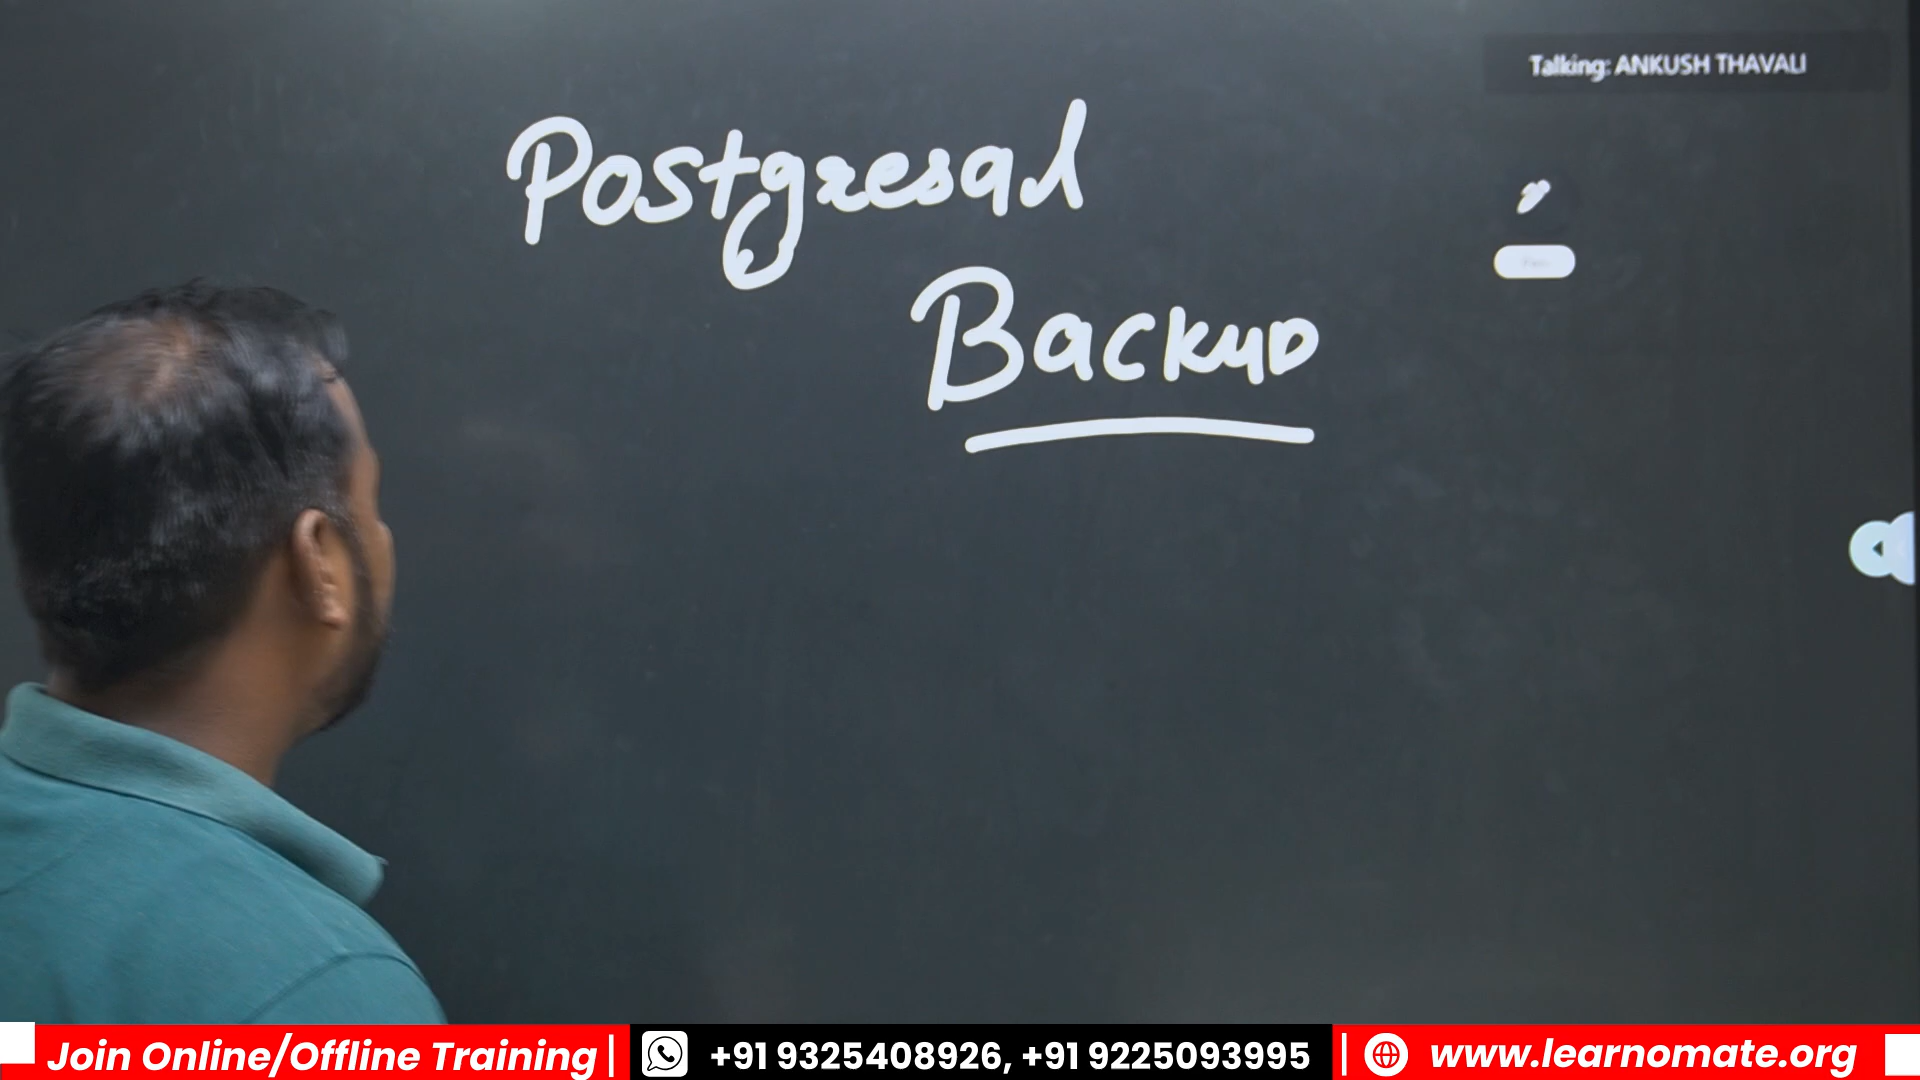 Talking: ANKUSH THAVALI
Postgresql
Backup
Join Online/Offline Training | +91 9325408926, +91 9225093995 | www.learnomate.org